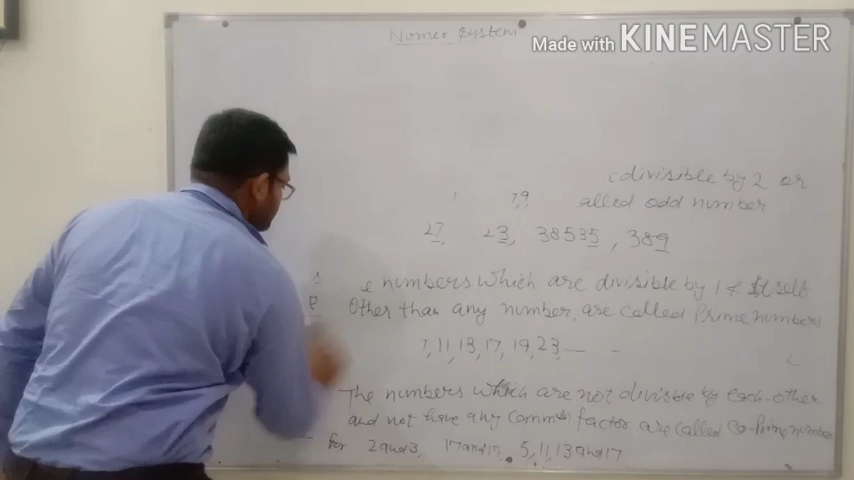 Numer System
Made with KINEMASTER
divisible by 2 or
alled odd number
27, 23, 38535, 389
e numbers which are divisible by 1 & itself
Other than any number, are called Prime numbers
7, 11, 13, 17, 19, 23
The numbers which are not divisible by each-other
and not have any common factor are called Co-Prime number
for 2 and 3, 17 and 19, 5, 11, 13 and 17